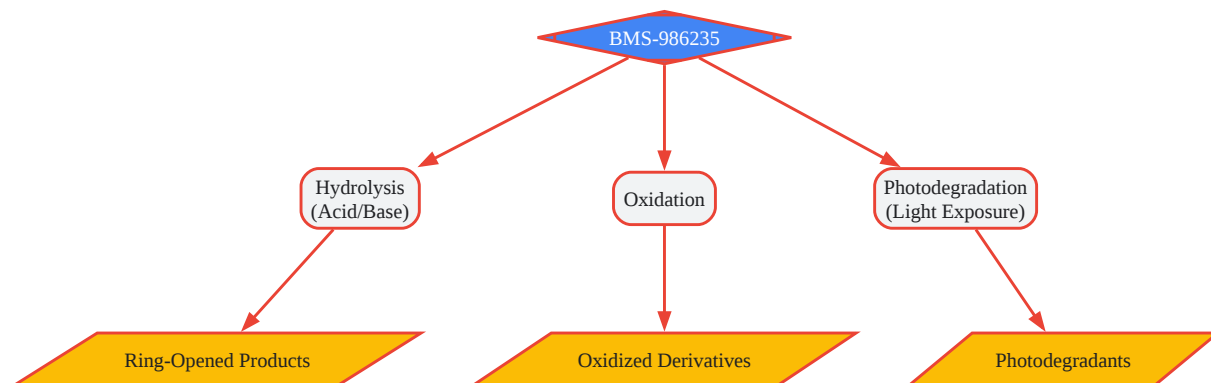 BMS-986235
Hydrolysis
(Acid/Base)
Oxidation
Photodegradation
(Light Exposure)
Ring-Opened Products
Oxidized Derivatives
Photodegradants